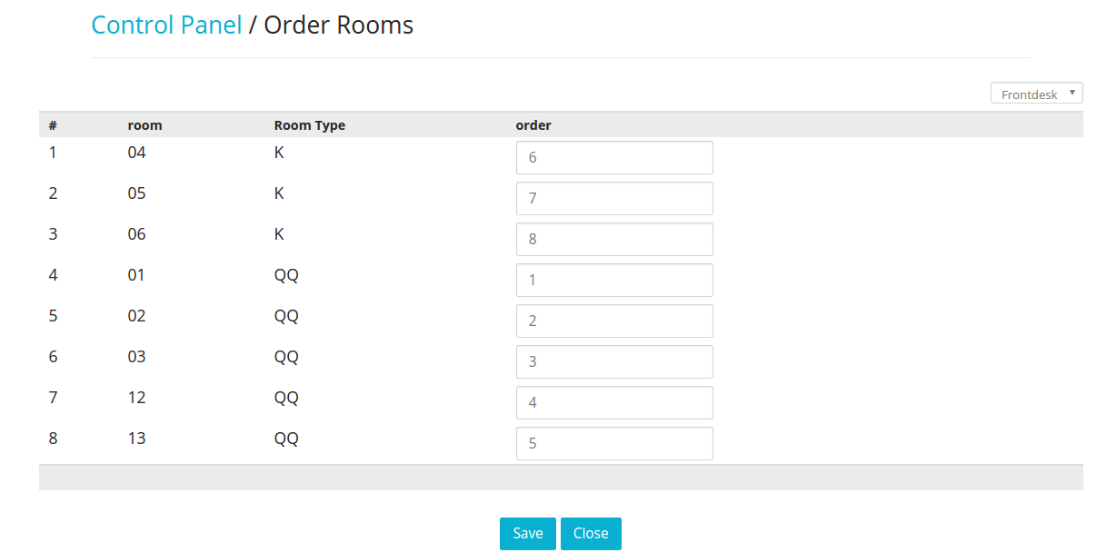 Control Panel / Order Rooms
Frontdesk
# room Room Type order
1 04 K 6
2 05 K 7
3 06 K 8
4 01 QQ 1
5 02 QQ 2
6 03 QQ 3
7 12 QQ 4
8 13 QQ 5
Save Close